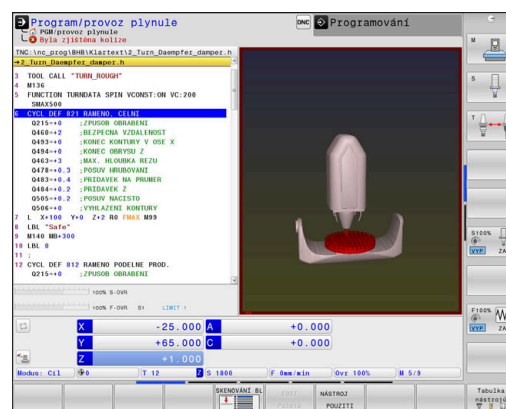 Program/provoz plynule
DNC
Programování
PGM/provoz plynule
Byla zjištěna kolize
TNC:\nc_prog\BHB\Klartext\2_Turn_Daempfer_damper.h
→2_Turn_Daempfer_damper.h
3 TOOL CALL "TURN_ROUGH"
4 M136
5 FUNCTION TURNDATA SPIN VCONST:ON VC:200
SMAX500
6 CYCL DEF 821 RAMENO, CELNI
Q215=+0 ;ZPUSOB OBRABENI
Q460=+2 ;BEZPECNA VZDALENOST
Q493=+0 ;KONEC KONTURY V OSE X
Q494=+0 ;KONEC OBRYSU Z
Q463=+3 ;MAX. HLOUBKA REZU
Q478=+0.3 ;POSUV HRUBOVANI
Q483=+0.4 ;PRIDAVEK NA PRUMER
Q484=+0.2 ;PRIDAVEK Z
Q505=+0.2 ;POSUV NACISTO
Q506=+0 ;VYHLAZENI KONTURY
7 L X+100 Y+0 Z+2 R0 FMAX M99
8 LBL "Safe"
9 M140 MB+300
10 LBL 0
11 ;
12 CYCL DEF 812 RAMENO PODELNE PROD.
Q215=+0 ;ZPUSOB OBRABENI
100% S-OVR
100% F-OVR S1 LIMIT 1
X -25.000 A +0.000
Y +65.000 C +0.000
Z +1.000
Modus: Cíl 0 T 12 Z S 1800 F 0mm/min Ovr 100% M 5/9
M
S
T
S100%
VYP ZA
F100%
VYP ZA
SKENOVÁNÍ BL
NÁSTROJ
POUZITI
Tabulka
nástrojů